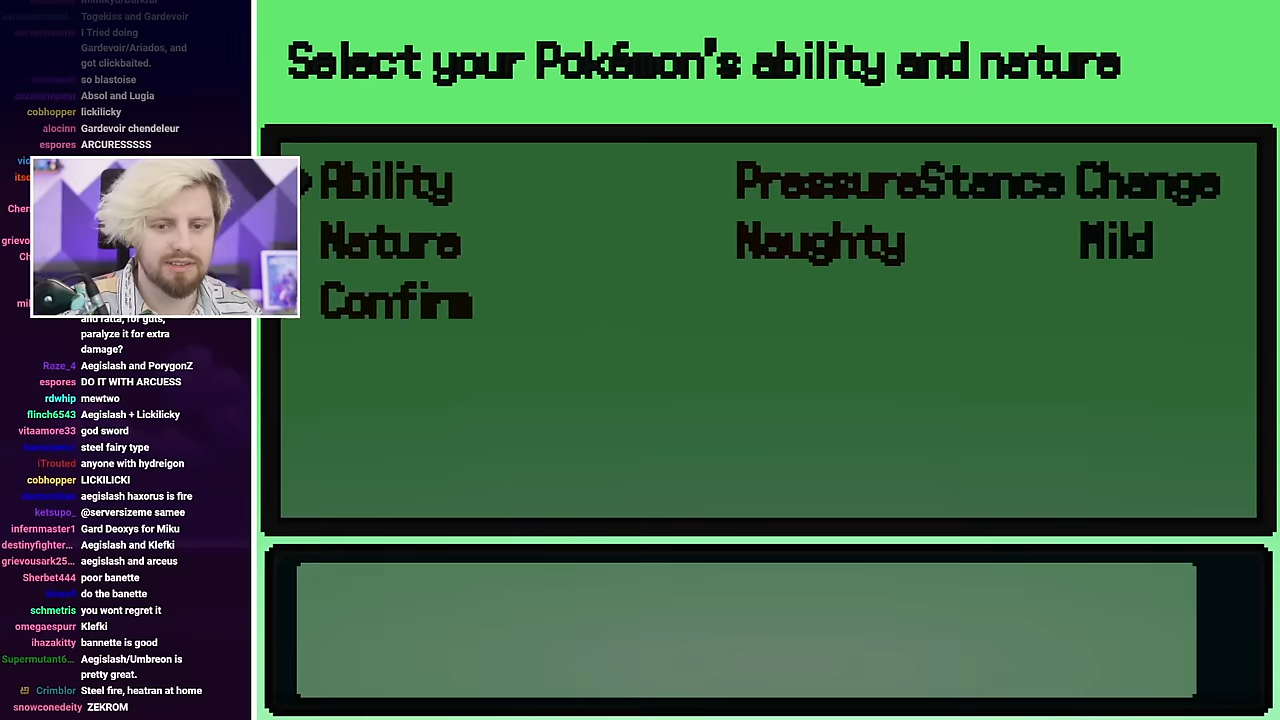 Togekiss and Gardevoir
I Tried doing
Gardevoir/Ariados, and
got clickbaited.
so blastoise
Absol and Lugia
cobhopper lickilicky
alocinn Gardevoir chendeleur
espores ARCURESSSSS
and ratta, for guts,
paralyze it for extra
damage?
Raze_4 Aegislash and PorygonZ
espores DO IT WITH ARCUESS
rdwhip mewtwo
flinch6543 Aegislash + Lickilicky
vitaamore33 god sword
steel fairy type
iTrouted anyone with hydreigon
cobhopper LICKILICKI
aegislash haxorus is fire
ketsupo_ @serversizeme samee
infernmaster1 Gard Deoxys for Miku
destinyfighter... Aegislash and Klefki
grievousark25... aegislash and arceus
Sherbet444 poor banette
do the banette
schmetris you wont regret it
omegaespurr Klefki
ihazakitty bannette is good
Supermutant6... Aegislash/Umbreon is
pretty great.
Crimblor Steel fire, heatran at home
snowconedeity ZEKROM
Select your Pokémon's ability and nature
Ability PressureStance Change
Nature Naughty Mild
Confirm